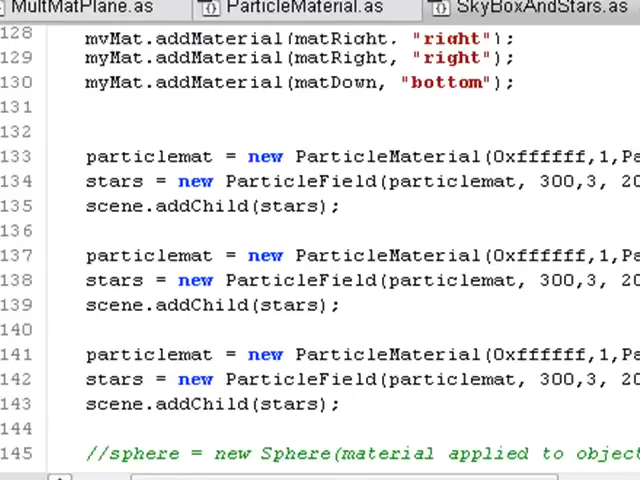 MultMatPlane.as ParticleMaterial.as SkyBoxAndStars.as
128 myMat.addMaterial(matRight, "right");
129 myMat.addMaterial(matRight, "right");
130 myMat.addMaterial(matDown, "bottom");
131
132
133 particlemat = new ParticleMaterial(0xffffff,1,Pa
134 stars = new ParticleField(particlemat, 300,3, 20
135 scene.addChild(stars);
136
137 particlemat = new ParticleMaterial(0xffffff,1,Pa
138 stars = new ParticleField(particlemat, 300,3, 20
139 scene.addChild(stars);
140
141 particlemat = new ParticleMaterial(0xffffff,1,Pa
142 stars = new ParticleField(particlemat, 300,3, 20
143 scene.addChild(stars);
144
145 //sphere = new Sphere(material applied to object